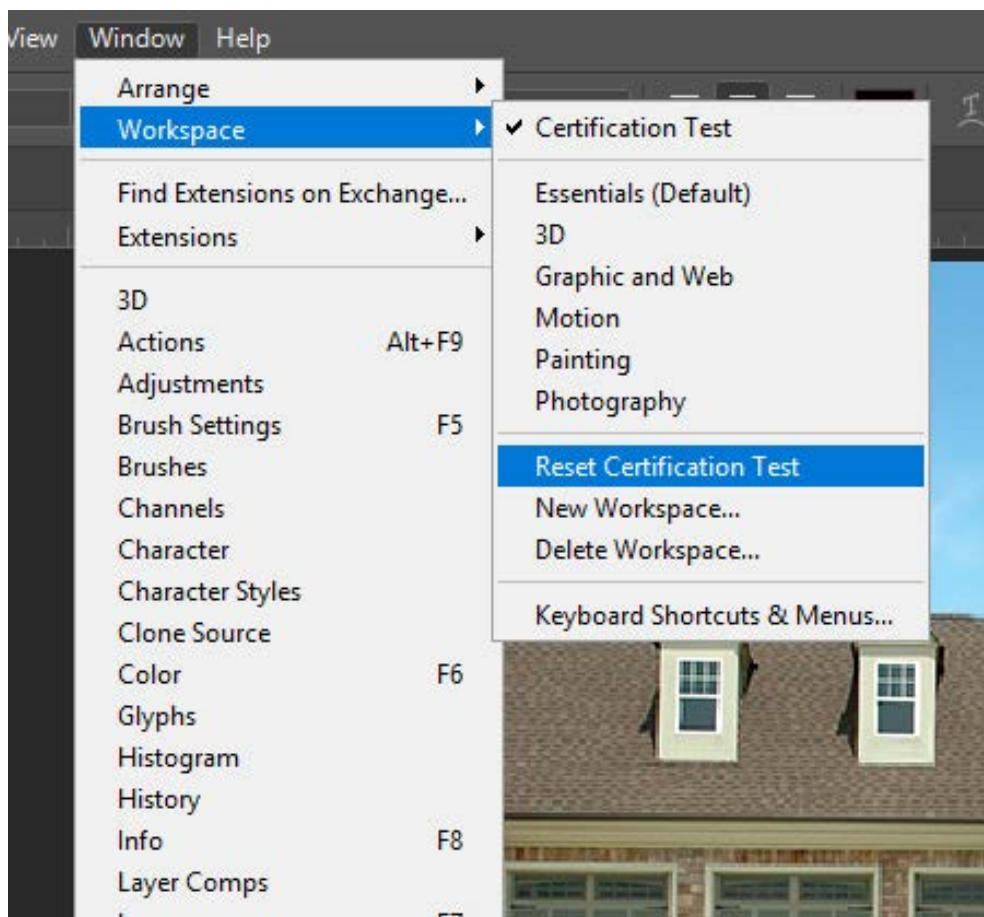 View Window Help
Arrange
Workspace
Find Extensions on Exchange...
Extensions
3D
Actions Alt+F9
Adjustments
Brush Settings F5
Brushes
Channels
Character
Character Styles
Clone Source
Color F6
Glyphs
Histogram
History
Info F8
Layer Comps
Certification Test
Essentials (Default)
3D
Graphic and Web
Motion
Painting
Photography
Reset Certification Test
New Workspace...
Delete Workspace...
Keyboard Shortcuts & Menus...